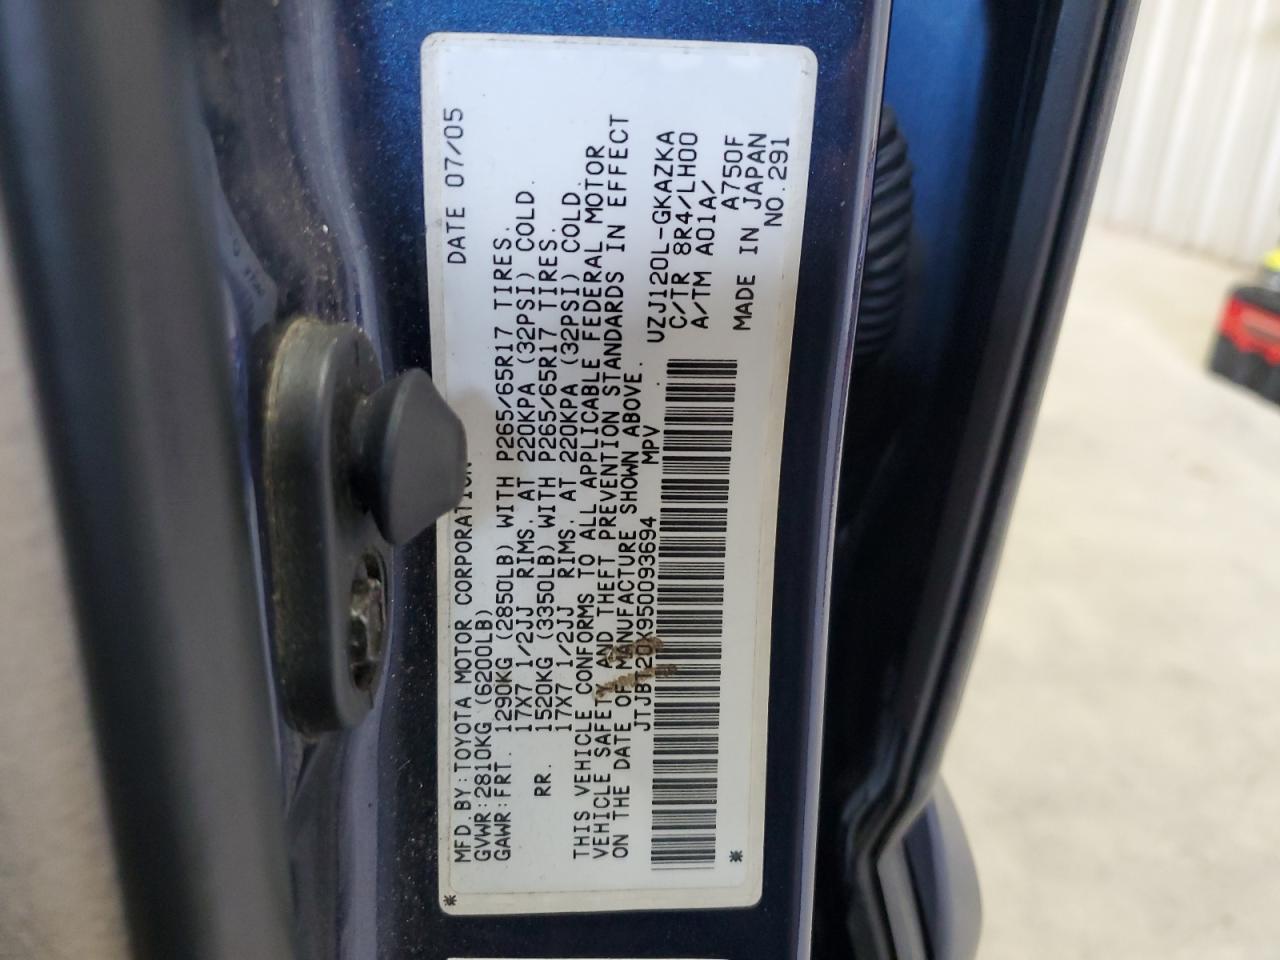 MFD.BY:TOYOTA MOTOR CORPORATION DATE 07/05
GVWR:2810KG (6200LB)
GAWR:FRT. 1290KG (2850LB) WITH P265/65R17 TIRES.
17X7 1/2JJ RIMS. AT 220KPA (32PSI) COLD.
RR. 1520KG (3350LB) WITH P265/65R17 TIRES.
17X7 1/2JJ RIMS. AT 220KPA (32PSI) COLD.
THIS VEHICLE CONFORMS TO ALL APPLICABLE FEDERAL MOTOR
VEHICLE SAFETY AND THEFT PREVENTION STANDARDS IN EFFECT
ON THE DATE OF MANUFACTURE SHOWN ABOVE.
JTJBT20X950093694 MPV UZJ120L-GKAZKA
C/TR 8R4/LH00
A/TM A01A/
A750F
MADE IN JAPAN
NO.291